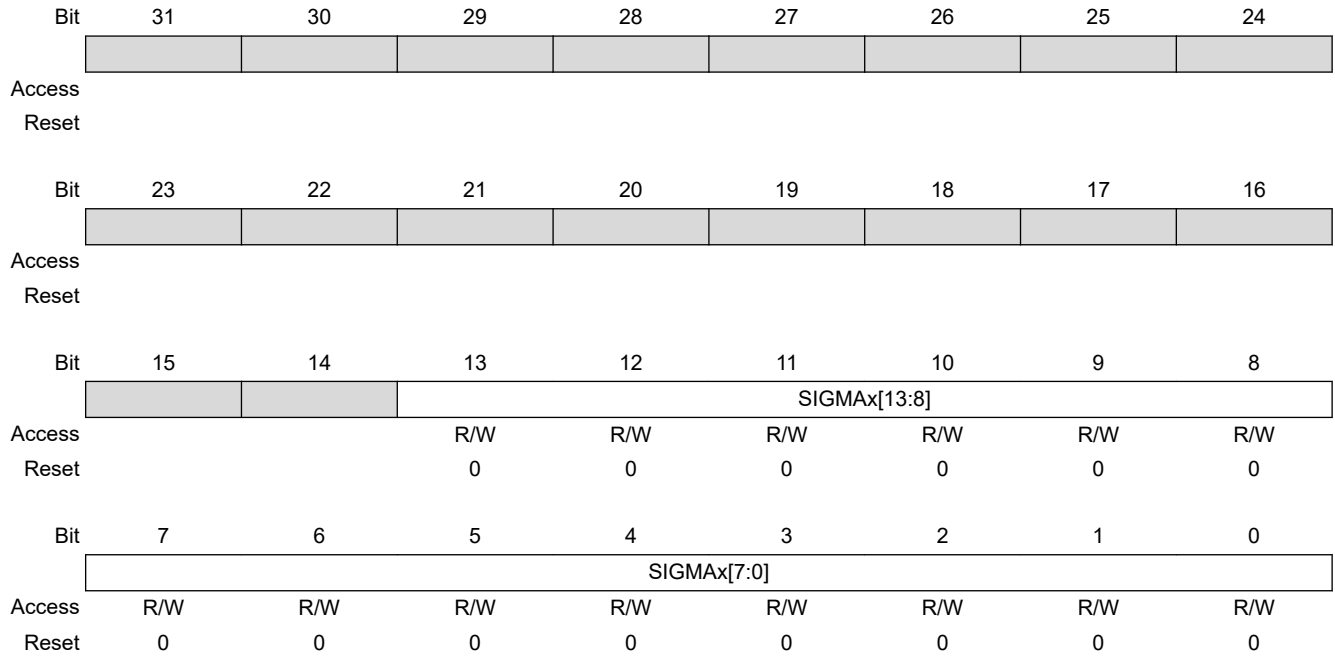 Bit 31 30 29 28 27 26 25 24
Access
Reset
Bit 23 22 21 20 19 18 17 16
Access
Reset
Bit 15 14 13 12 11 10 9 8
SIGMAx[13:8]
Access R/W R/W R/W R/W R/W R/W
Reset 0 0 0 0 0 0
Bit 7 6 5 4 3 2 1 0
SIGMAx[7:0]
Access R/W R/W R/W R/W R/W R/W R/W R/W
Reset 0 0 0 0 0 0 0 0